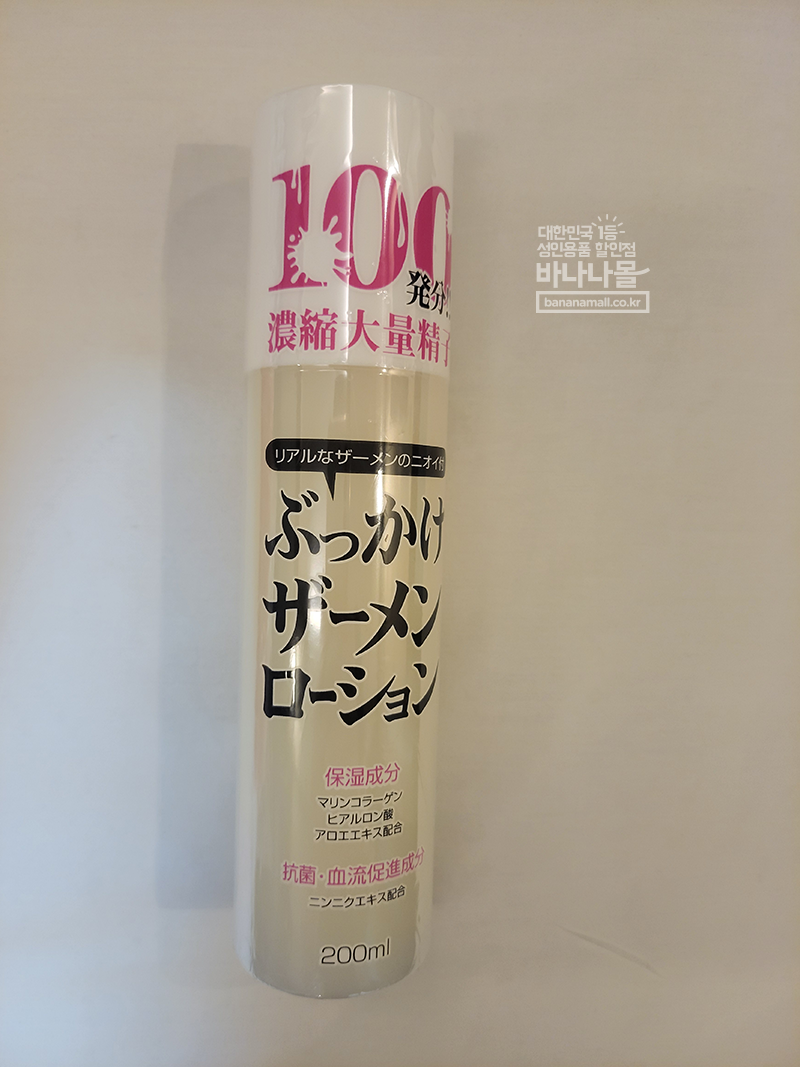 100
発分!!
濃縮大量精子
リアルなザーメンのニオイ付
ぶっかけ
ザーメン
ローション
保湿成分
マリンコラーゲン
ヒアルロン酸
アロエエキス配合
抗菌・血流促進成分
ニンニクエキス配合
200ml
대한민국 1등
성인용품 할인점
바나나몰
bananamall.co.kr